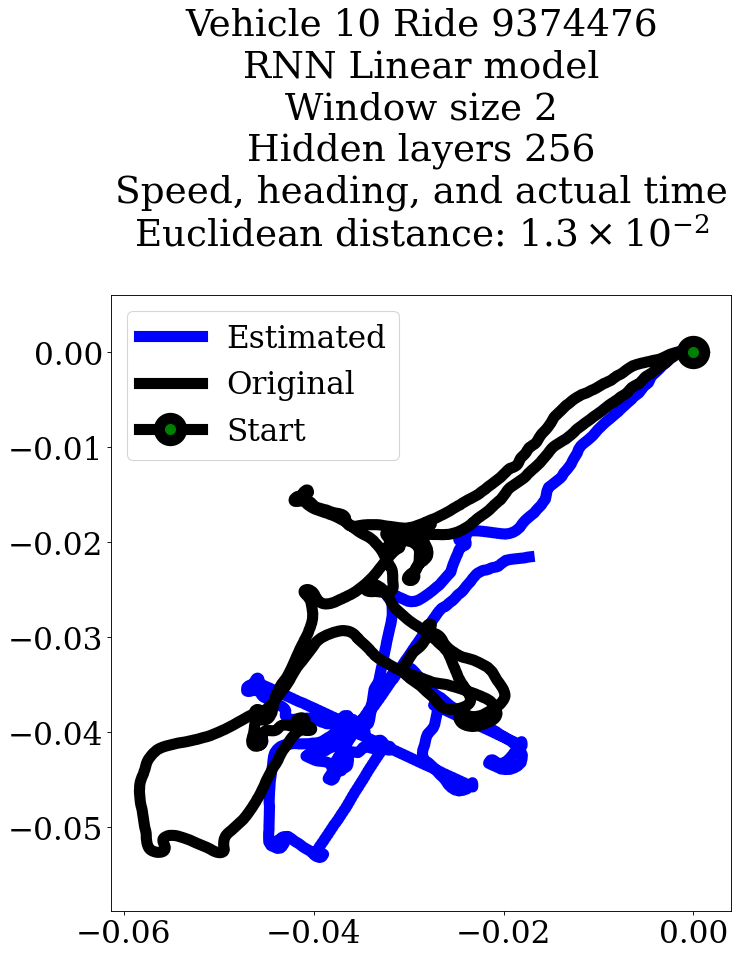 Vehicle 10 Ride 9374476
RNN Linear model
Window size 2
Hidden layers 256
Speed, heading, and actual time
Euclidean distance: 1.3 × 10⁻²
Estimated
Original
Start
0.00
−0.01
−0.02
−0.03
−0.04
−0.05
−0.06
−0.04
−0.02
0.00